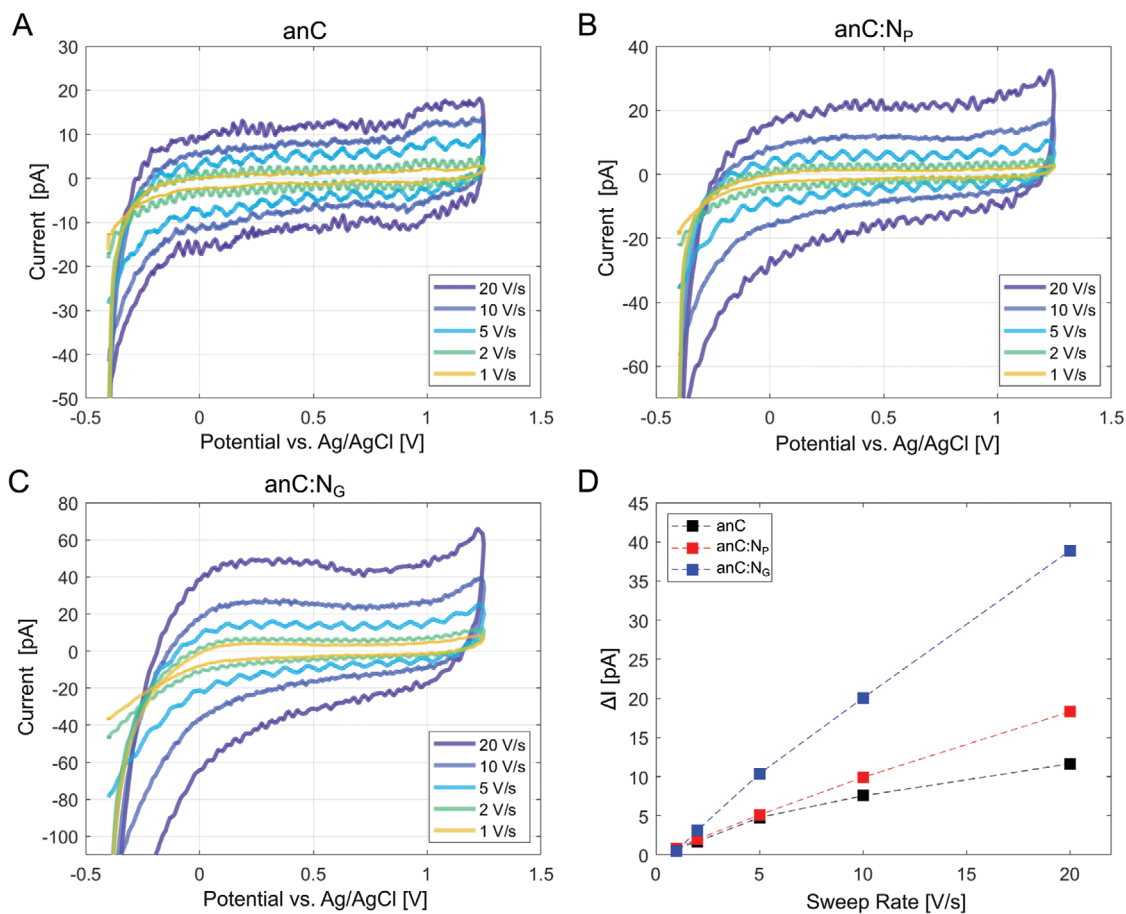 A
anC
30
20
10
0
-10
-20
-30
-40
-50
Current [pA]
-0.5
0
0.5
1
1.5
Potential vs. Ag/AgCl [V]
20 V/s
10 V/s
5 V/s
2 V/s
1 V/s
B
anC:NP
40
20
0
-20
-40
-60
Current [pA]
-0.5
0
0.5
1
1.5
Potential vs. Ag/AgCl [V]
20 V/s
10 V/s
5 V/s
2 V/s
1 V/s
C
anC:NG
80
60
40
20
0
-20
-40
-60
-80
-100
Current [pA]
-0.5
0
0.5
1
1.5
Potential vs. Ag/AgCl [V]
20 V/s
10 V/s
5 V/s
2 V/s
1 V/s
D
45
40
35
30
25
20
15
10
5
0
ΔI [pA]
0
5
10
15
20
Sweep Rate [V/s]
anC
anC:NP
anC:NG